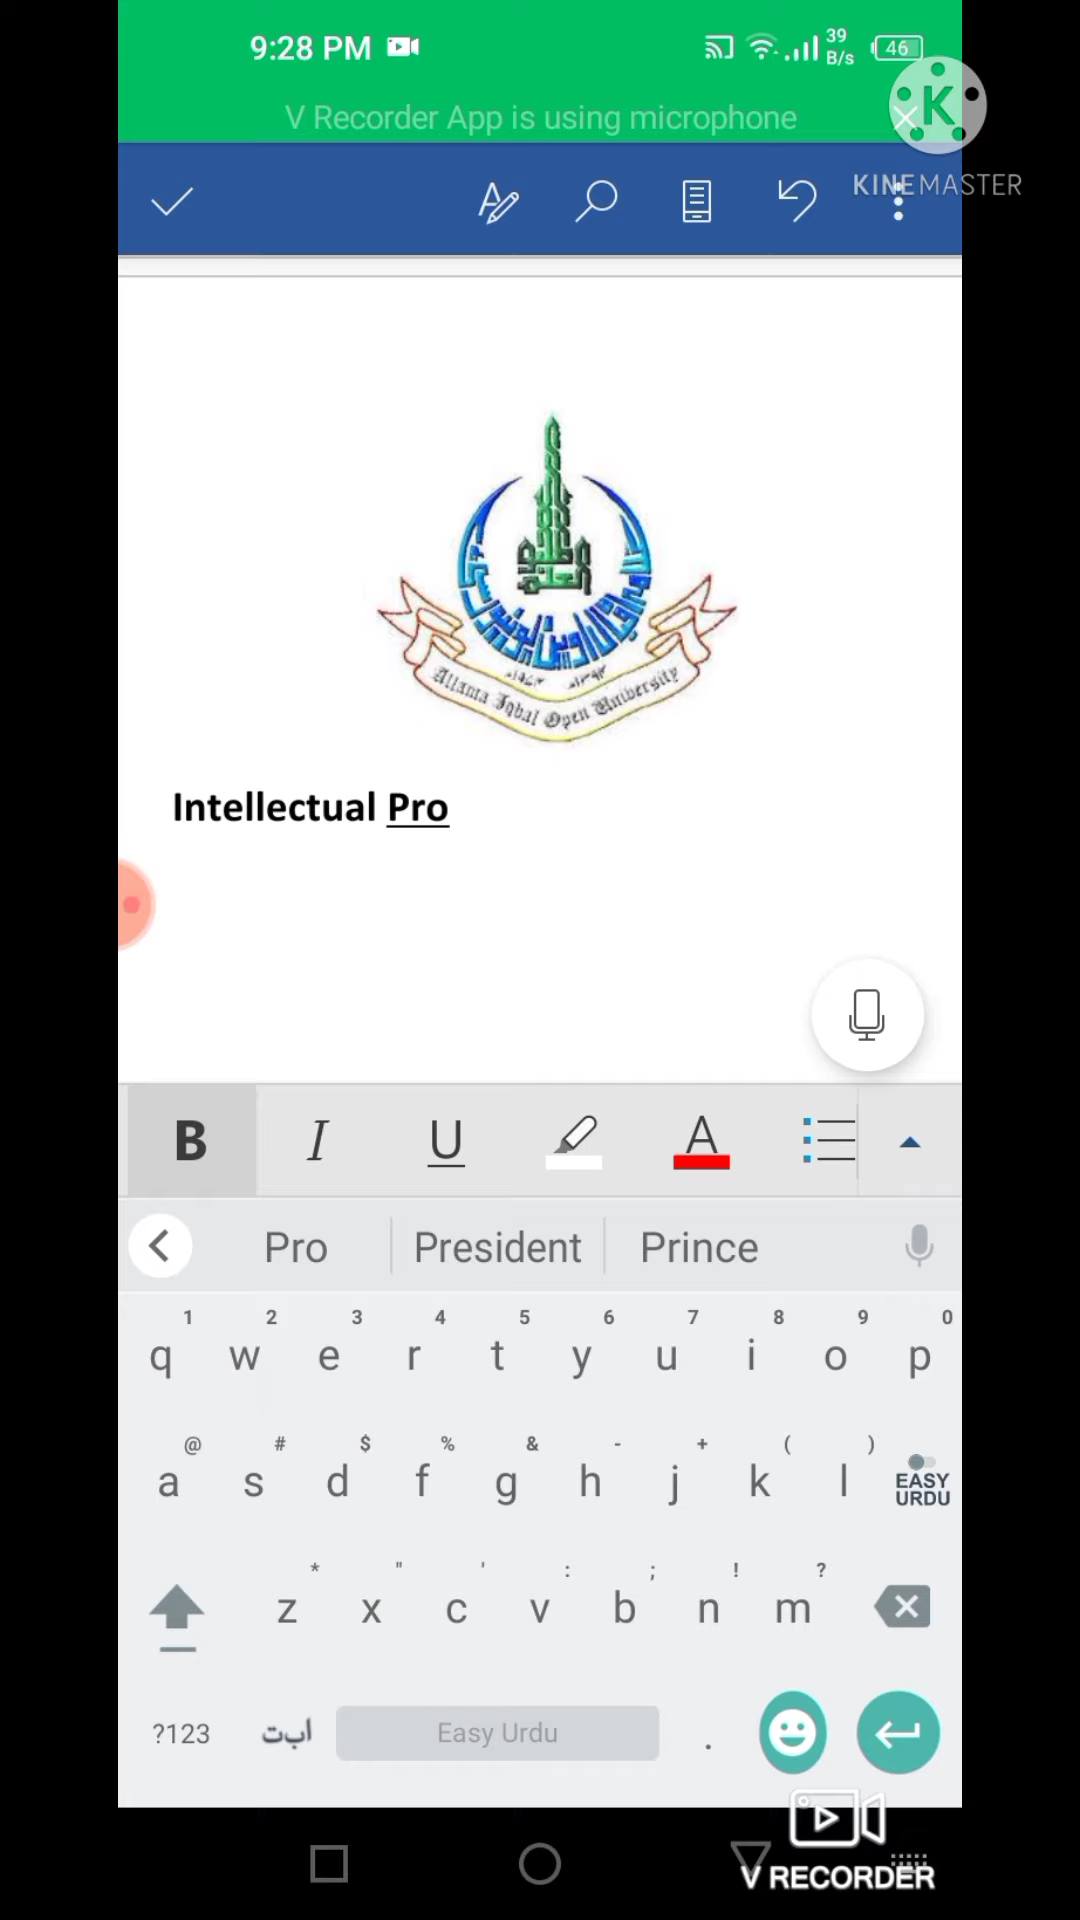 9:28 PM
39 B/s
46
V Recorder App is using microphone
K
KINEMASTER
Allama Iqbal Open University
Intellectual Pro
B I U A
Pro President Prince
1 2 3 4 5 6 7 8 9 0
q w e r t y u i o p
@ # $ % & - + ( )
a s d f g h j k l
EASY URDU
* " ' : ; ! ?
z x c v b n m
?123 اب‌ت Easy Urdu .
V RECORDER